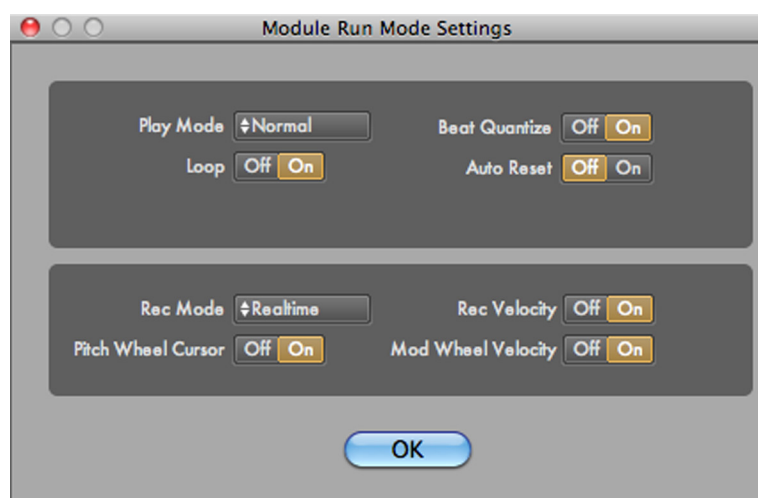 Module Run Mode Settings
Play Mode Normal Beat Quantize Off On
Loop Off On Auto Reset Off On
Rec Mode Realtime Rec Velocity Off On
Pitch Wheel Cursor Off On Mod Wheel Velocity Off On
OK